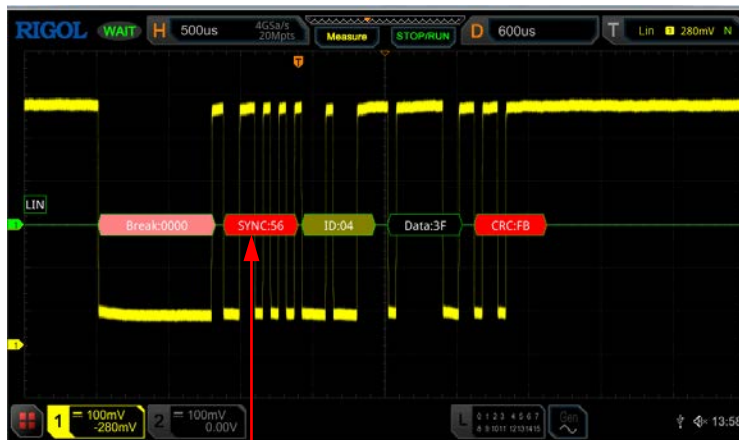 RIGOL WAIT H 500us 4GSa/s 20Mpts Measure STOP/RUN D 600us T Lin 1 280mV N
T
LIN
Break:0000 SYNC:56 ID:04 Data:3F CRC:FB
1 = 100mV -280mV 2 = 100mV 0.00V L 0 1 2 3 4 5 6 7 8 9 10 11 12 13 14 15 Gen 13:58